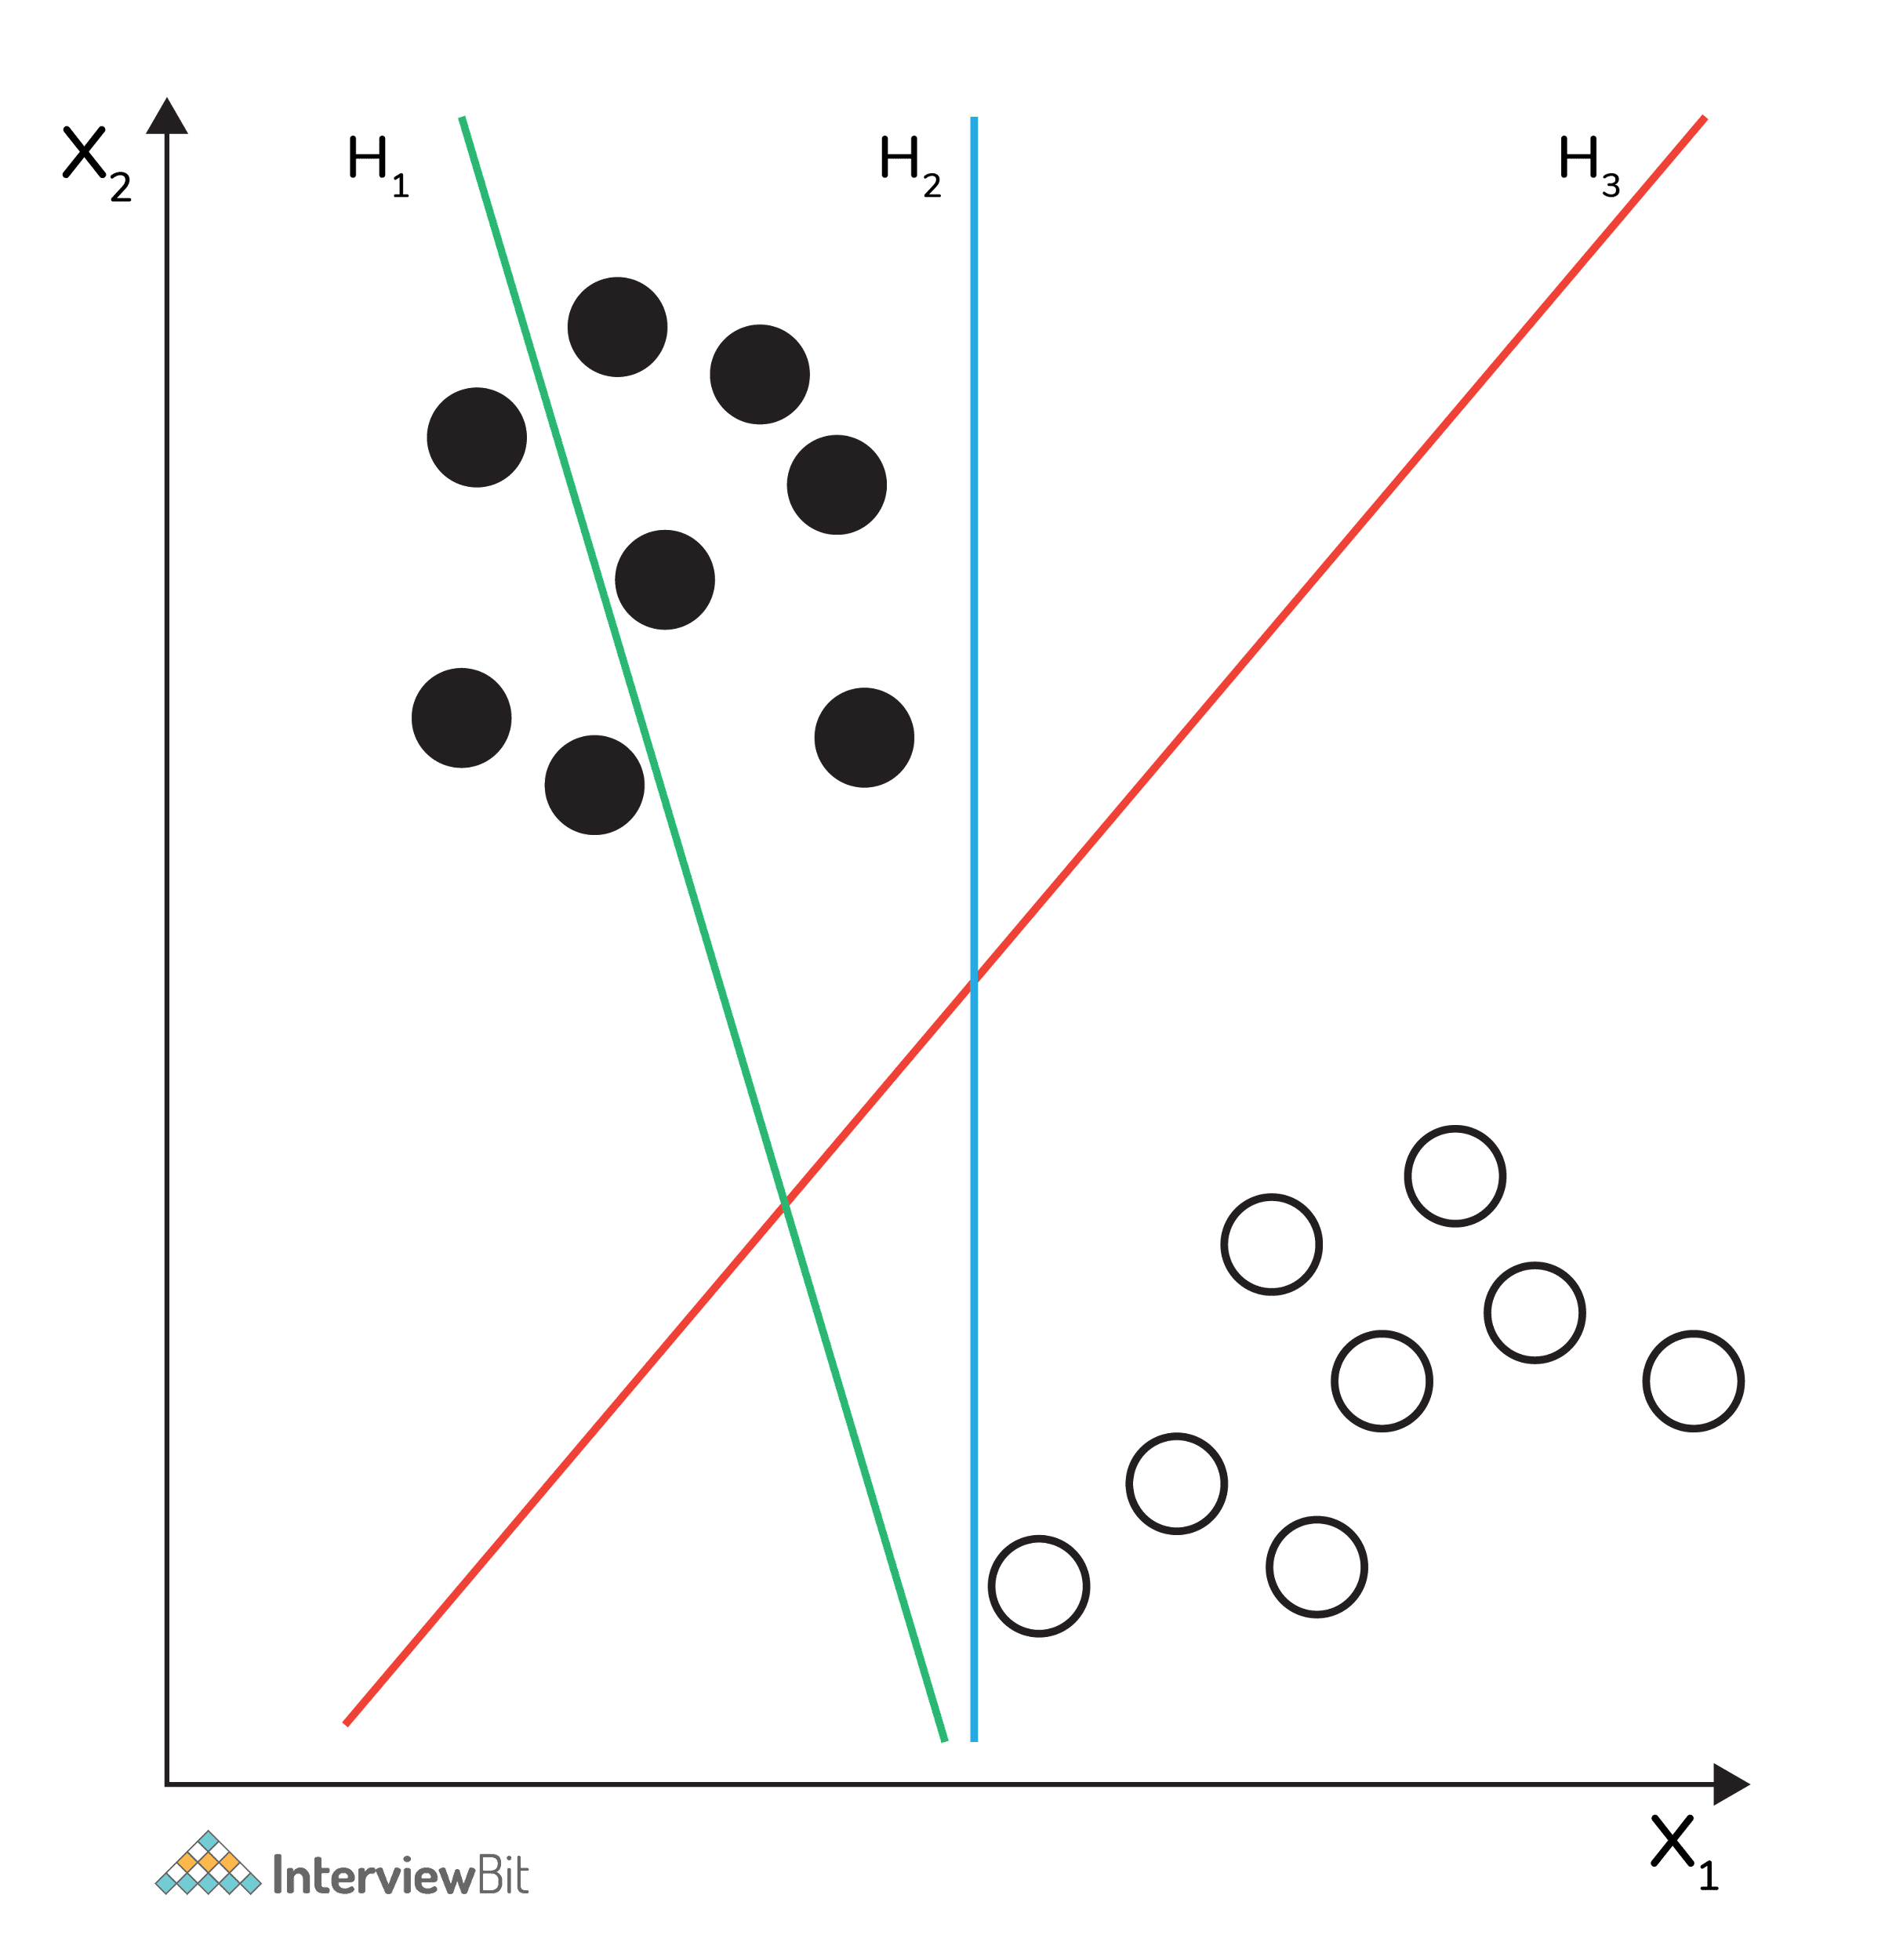 X₂
H₁
H₂
H₃
X₁
InterviewBit